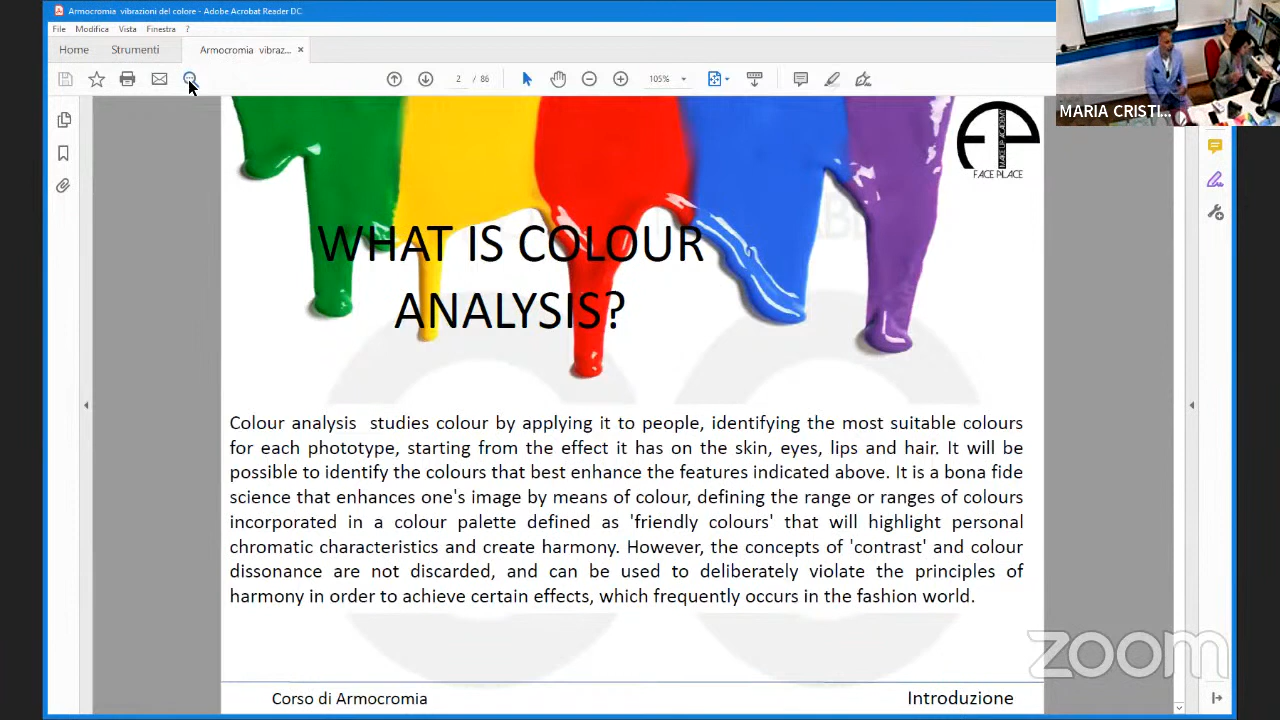 Armocromia vibrazioni del colore - Adobe Acrobat Reader DC
File Modifica Vista Finestra ?
Home Strumenti Armocromia vibraz... ×
2 / 86 105%
MARIA CRISTI...
MAKE UP ACADEMY
FACE PLACE
WHAT IS COLOUR
ANALYSIS?
Colour analysis studies colour by applying it to people, identifying the most suitable colours
for each phototype, starting from the effect it has on the skin, eyes, lips and hair. It will be
possible to identify the colours that best enhance the features indicated above. It is a bona fide
science that enhances one's image by means of colour, defining the range or ranges of colours
incorporated in a colour palette defined as 'friendly colours' that will highlight personal
chromatic characteristics and create harmony. However, the concepts of 'contrast' and colour
dissonance are not discarded, and can be used to deliberately violate the principles of
harmony in order to achieve certain effects, which frequently occurs in the fashion world.
zoom
Corso di Armocromia Introduzione